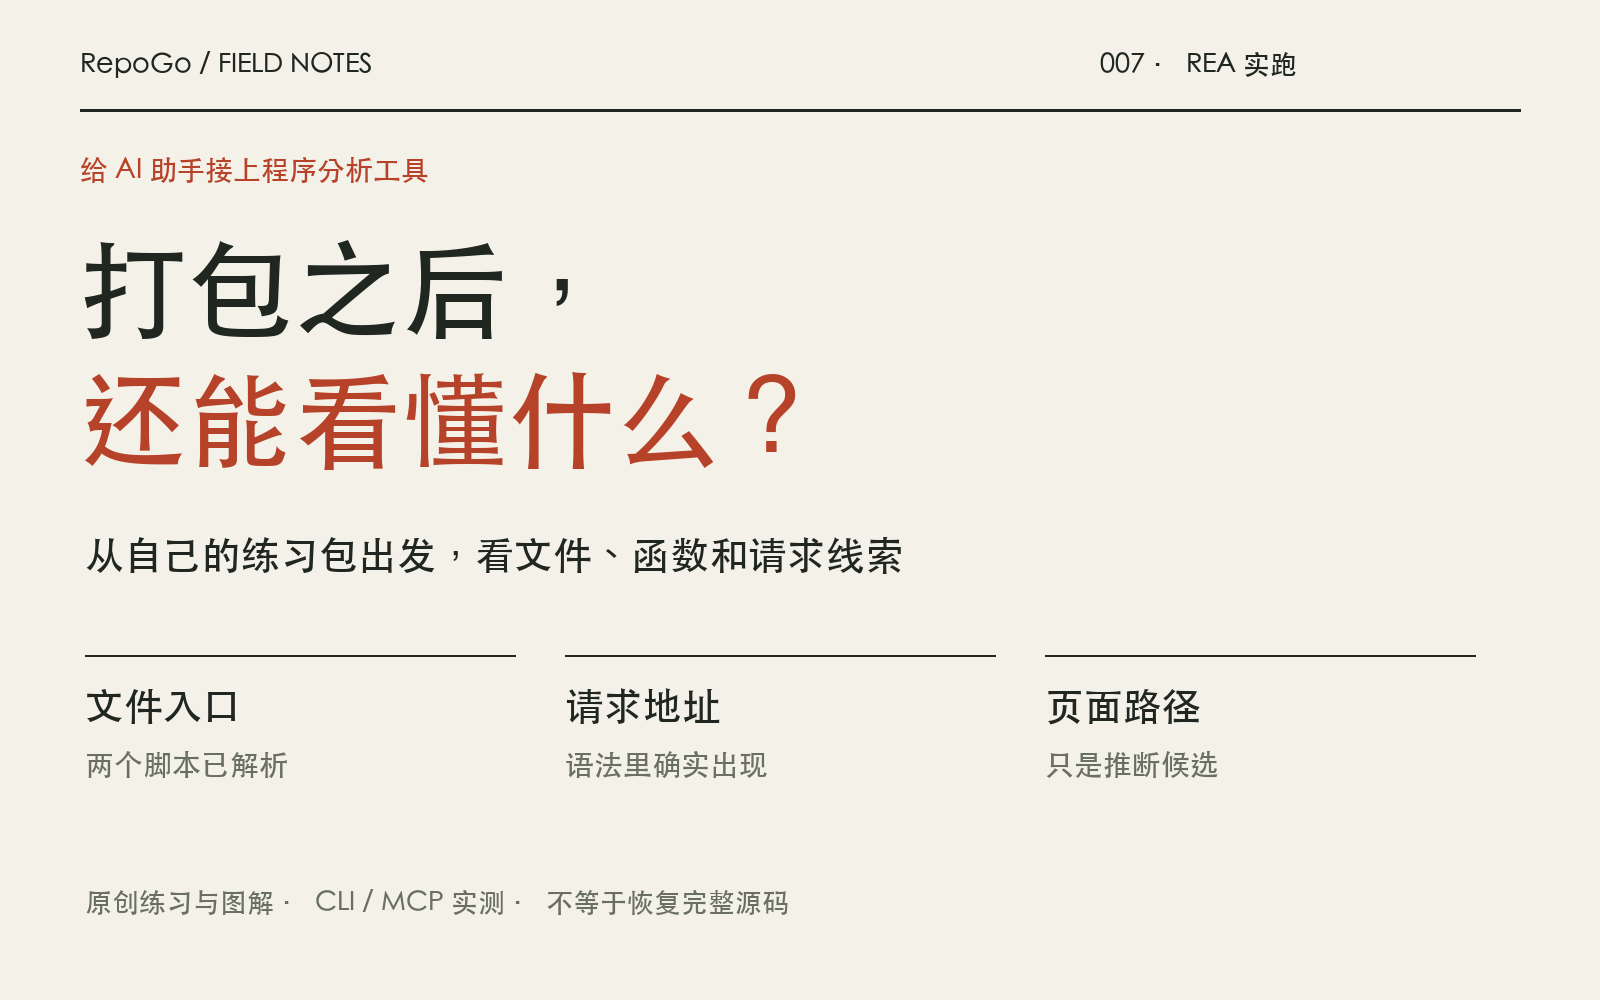 RepoGo / FIELD NOTES
007 · REA 实跑
给 AI 助手接上程序分析工具
打包之后，
还能看懂什么？
从自己的练习包出发，看文件、函数和请求线索
文件入口
两个脚本已解析
请求地址
语法里确实出现
页面路径
只是推断候选
原创练习与图解 · CLI / MCP 实测 · 不等于恢复完整源码